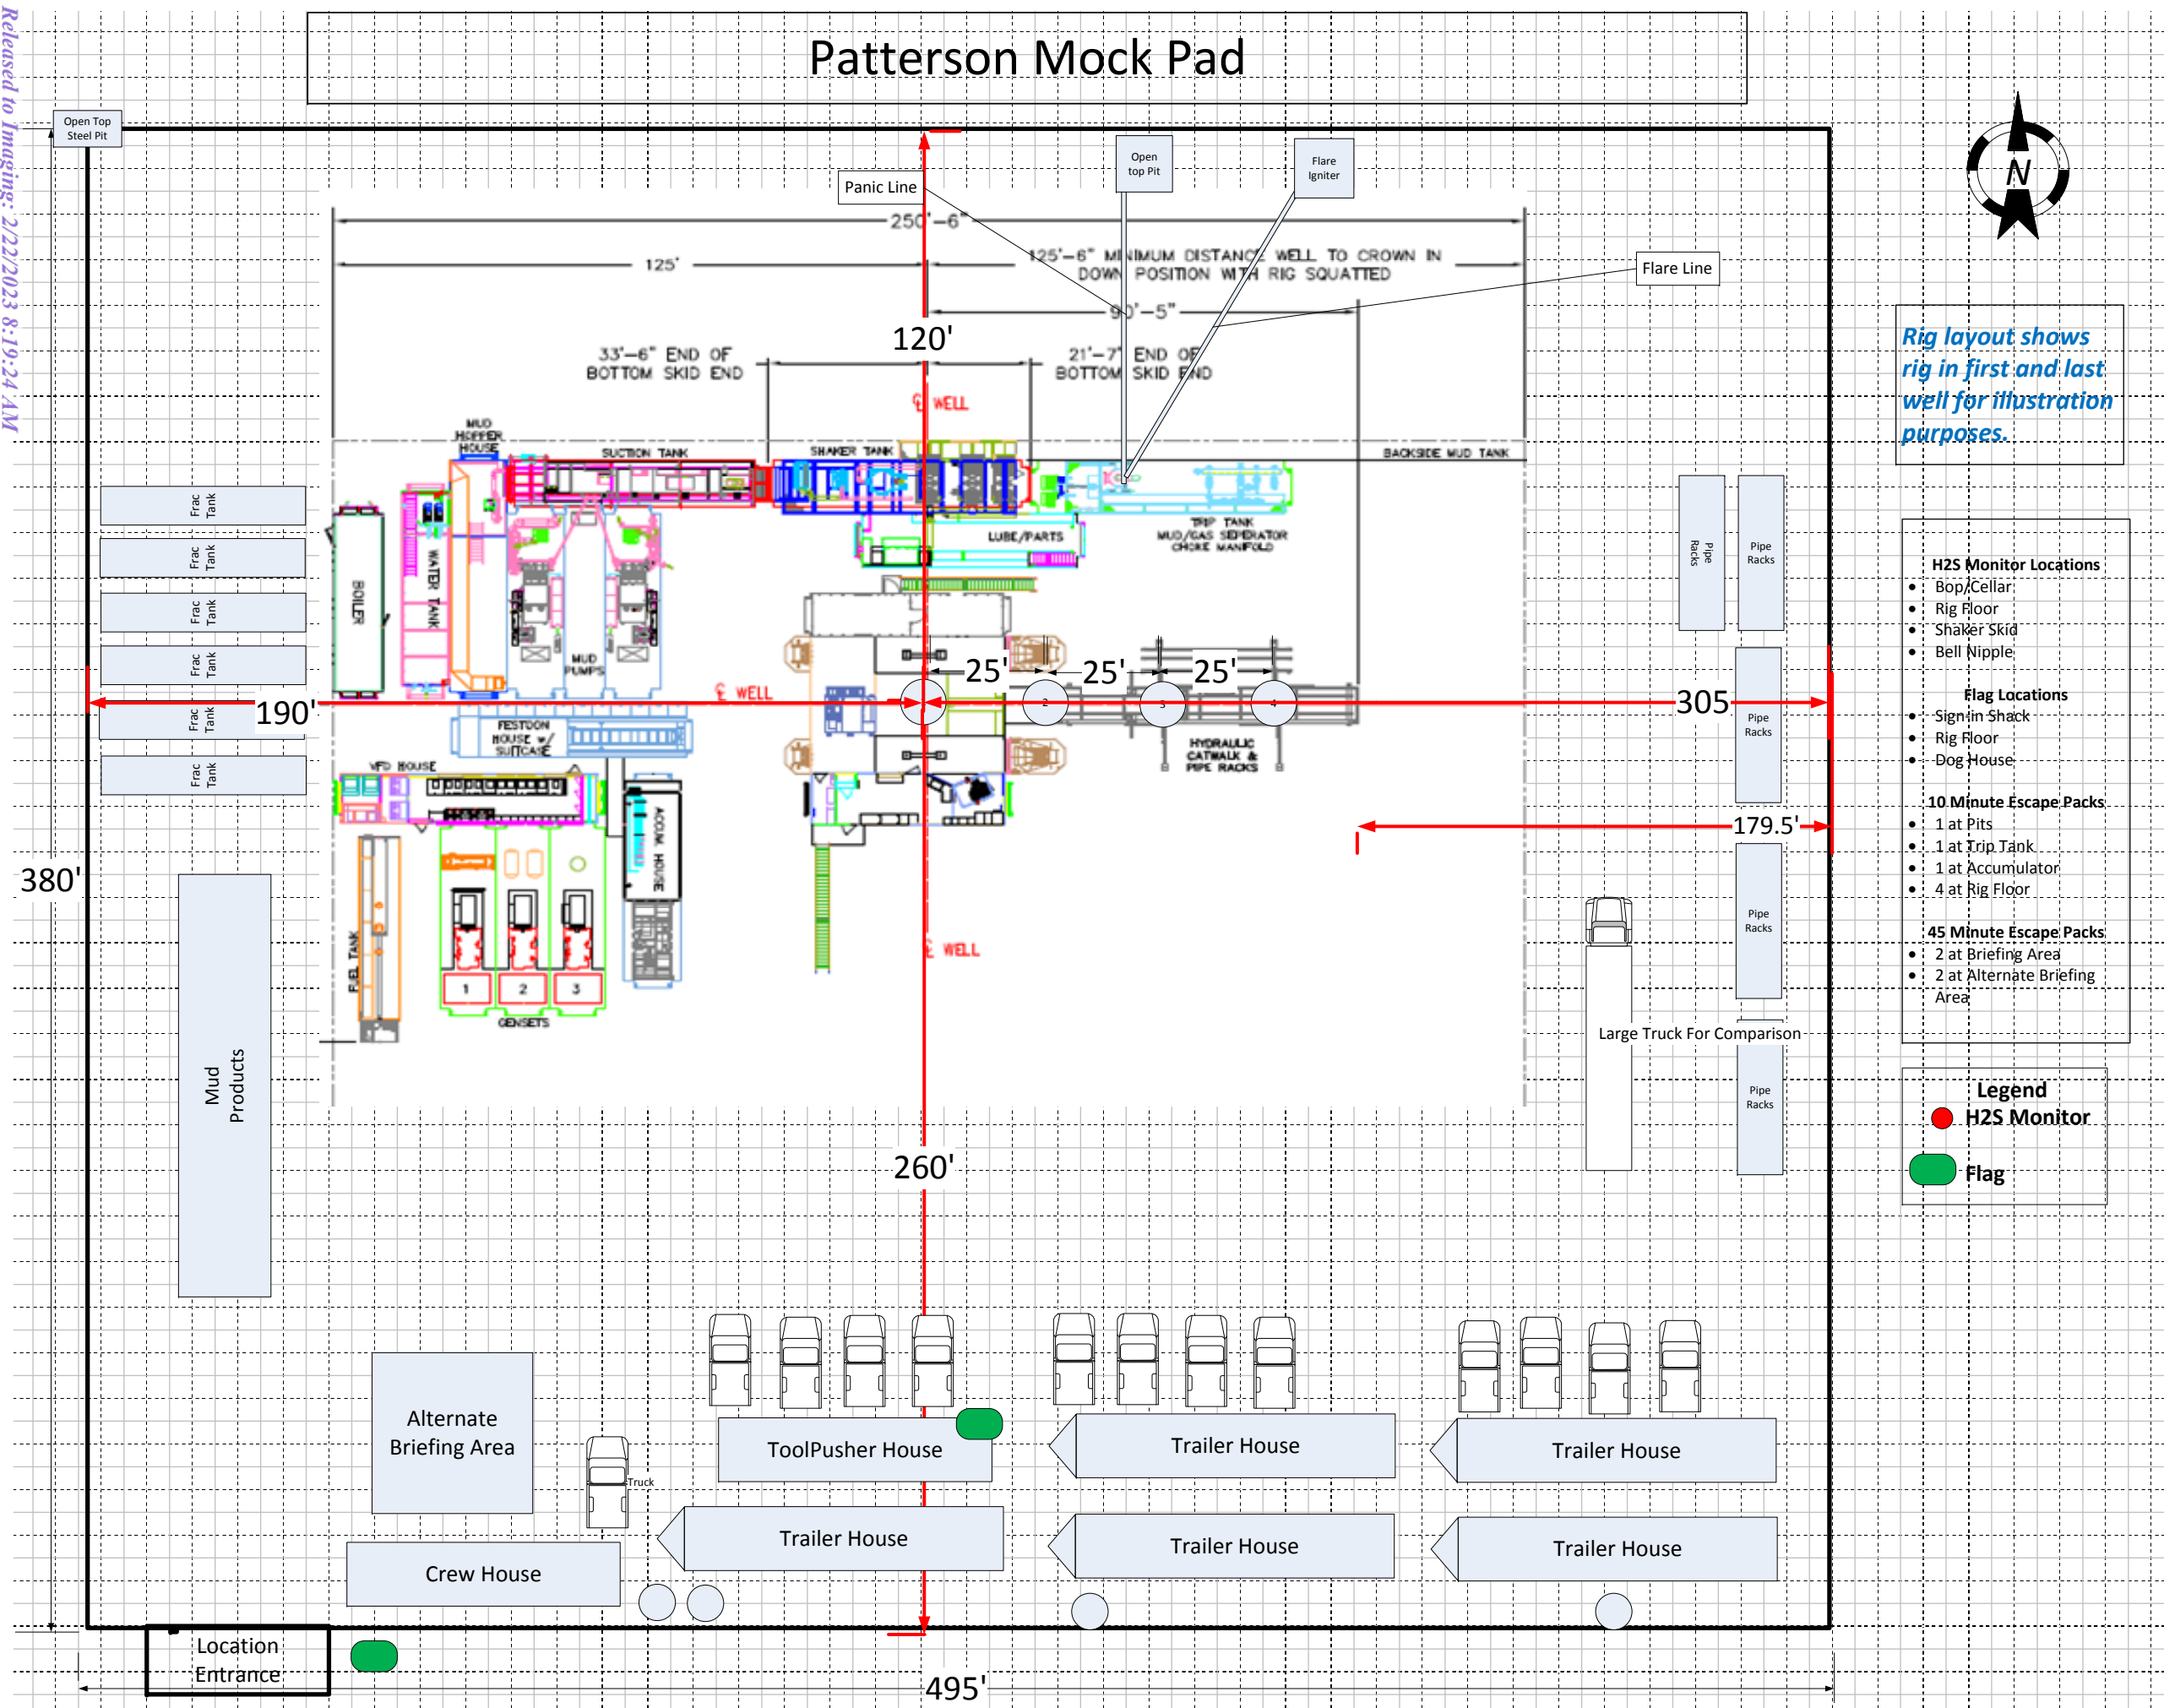 Released to Imaging: 2/22/2023 8:19:24 AM
Patterson Mock Pad
Open Top
Steel Pit
Open
top Pit
Flare
Igniter
N
Panic Line
250'-6"
125'
125'-6" MINIMUM DISTANCE WELL TO CROWN IN
DOWN POSITION WITH RIG SQUATTED
Flare Line
90'-5"
120'
33'-6" END OF
BOTTOM SKID END
21'-7" END OF
BOTTOM SKID END
Rig layout shows
rig in first and last
well for illustration
purposes.
℄ WELL
MUD
HOPPER
HOUSE
SUCTION TANK
SHAKER TANK
BACKSIDE MUD TANK
Frac
Tank
Frac
Tank
Frac
Tank
Frac
Tank
Frac
Tank
Frac
Tank
BOILER
WATER TANK
MUD
PUMPS
LUBE/PARTS
TRIP TANK
MUD/GAS SEPERATOR
CHOKE MANIFOLD
Pipe
Racks
Pipe
Racks
Pipe
Racks
Pipe
Racks
Pipe
Racks
25'
25'
25'
℄ WELL
190'
2
3
4
305
FESTOON
HOUSE w/
SUITCASE
HYDRAULIC
CATWALK &
PIPE RACKS
VFD HOUSE
ACCUM. HOUSE
179.5'
380'
FUEL TANK
1
2
3
GENSETS
℄ WELL
Large Truck For Comparison
Mud
Products
260'
H2S Monitor Locations
• Bop/Cellar
• Rig Floor
• Shaker Skid
• Bell Nipple
Flag Locations
• Sign-in Shack
• Rig Floor
• Dog House
10 Minute Escape Packs
• 1 at Pits
• 1 at Trip Tank
• 1 at Accumulator
• 4 at Rig Floor
45 Minute Escape Packs
• 2 at Briefing Area
• 2 at Alternate Briefing
Area
Legend
H2S Monitor
Flag
Alternate
Briefing Area
Truck
ToolPusher House
Trailer House
Trailer House
Trailer House
Trailer House
Trailer House
Crew House
Location
Entrance
495'